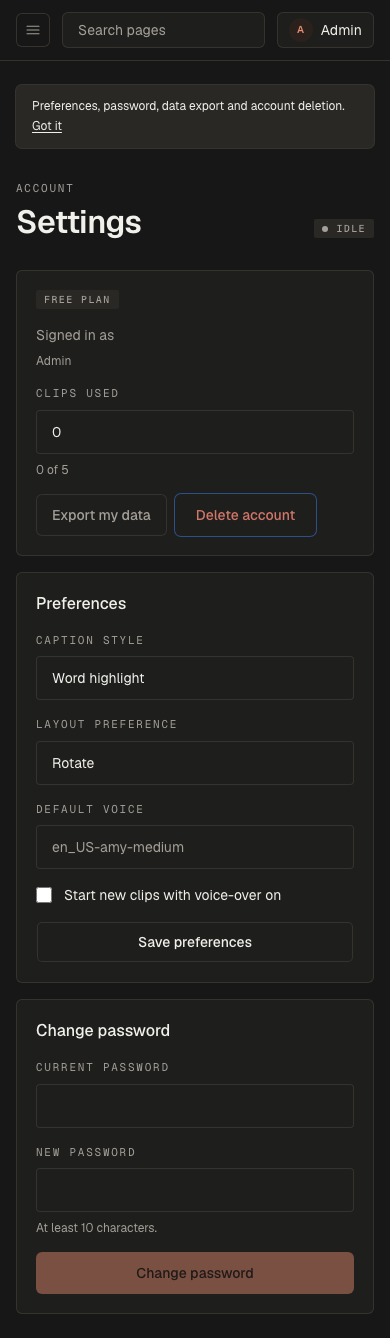 Search pages
A
Admin
Preferences, password, data export and account deletion.
Got it
ACCOUNT
Settings
IDLE
FREE PLAN
Signed in as
Admin
CLIPS USED
0
0 of 5
Export my data
Delete account
Preferences
CAPTION STYLE
Word highlight
LAYOUT PREFERENCE
Rotate
DEFAULT VOICE
en_US-amy-medium
Start new clips with voice-over on
Save preferences
Change password
CURRENT PASSWORD
NEW PASSWORD
At least 10 characters.
Change password